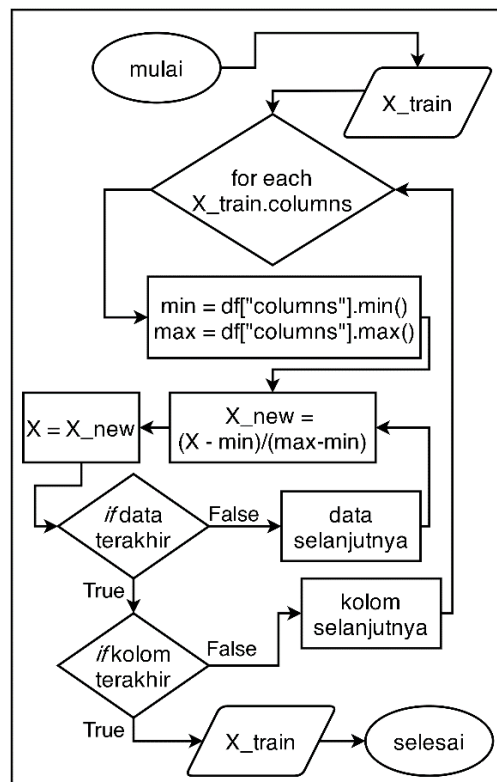 mulai
X_train
for each
X_train.columns
min = df["columns"].min()
max = df["columns"].max()
X_new =
(X - min)/(max-min)
X = X_new
if data
terakhir
False
data
selanjutnya
True
kolom
selanjutnya
if kolom
terakhir
False
True
X_train
selesai